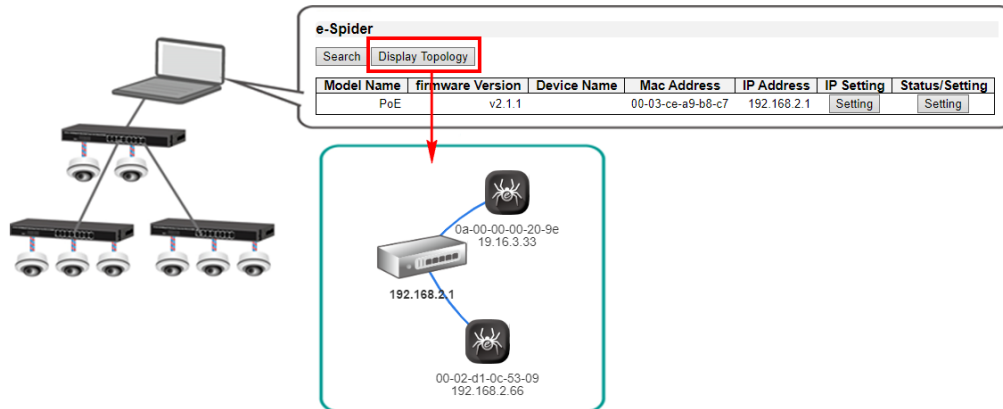 e-Spider
Search Display Topology
Model Name firmware Version Device Name Mac Address IP Address IP Setting Status/Setting
PoE v2.1.1 00-03-ce-a9-b8-c7 192.168.2.1 Setting Setting
0a-00-00-00-20-9e
19.16.3.33
192.168.2.1
00-02-d1-0c-53-09
192.168.2.66